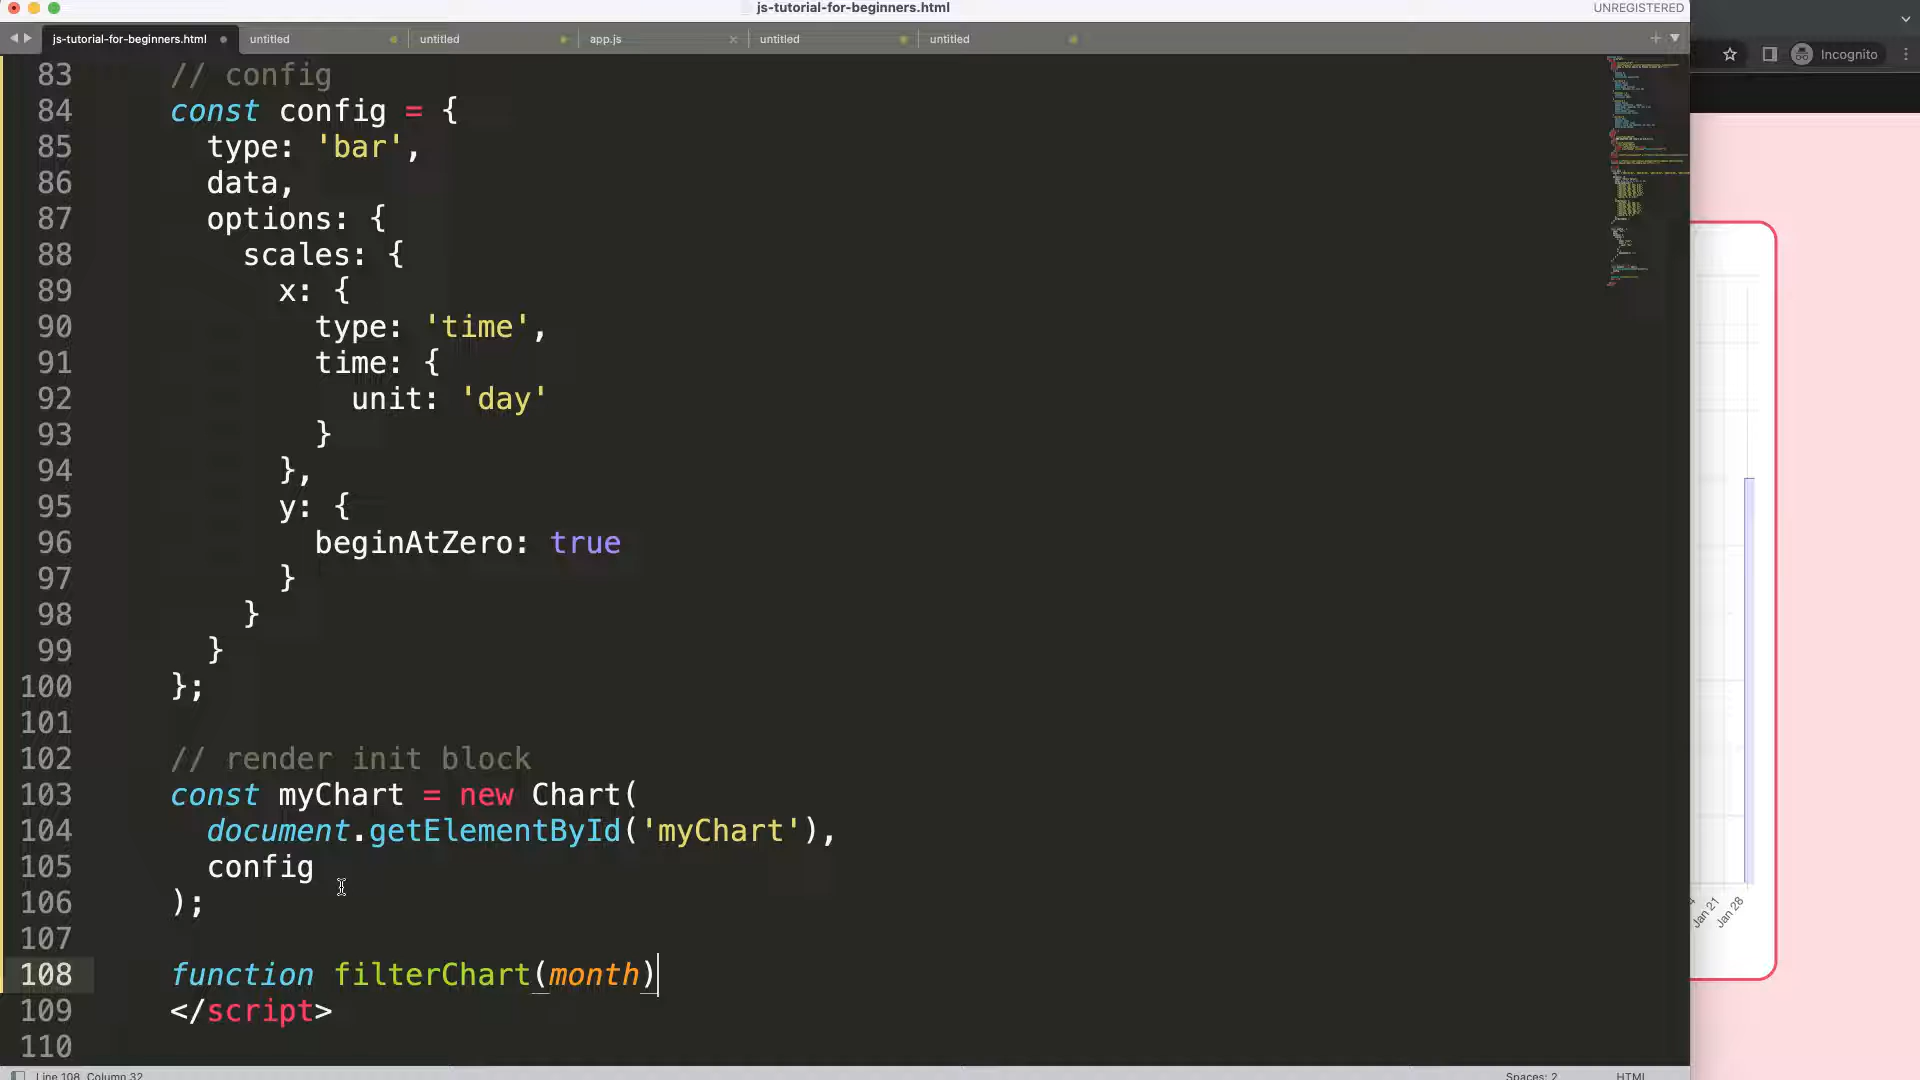 js-tutorial-for-beginners.html
UNREGISTERED
js-tutorial-for-beginners.html
untitled
untitled
app.js
untitled
untitled
Incognito
83 // config
84 const config = {
85 type: 'bar',
86 data,
87 options: {
88 scales: {
89 x: {
90 type: 'time',
91 time: {
92 unit: 'day'
93 }
94 },
95 y: {
96 beginAtZero: true
97 }
98 }
99 }
100 };
101
102 // render init block
103 const myChart = new Chart(
104 document.getElementById('myChart'),
105 config
106 );
107
108 function filterChart(month)
109 </script>
110
Jan 21
Jan 28
Line 108, Column 32
Spaces: 2
HTML